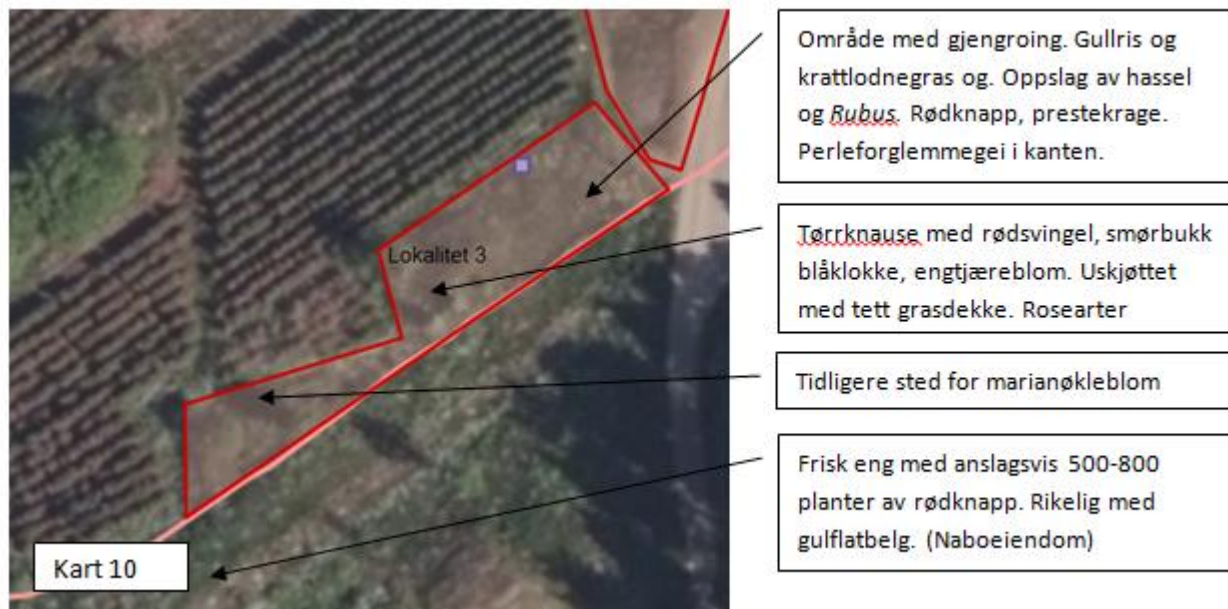 Område med gjengroing. Gullris og
krattlodnegras og. Oppslag av hassel
og Rubus. Rødknapp, prestekrage.
Perleforglemmegei i kanten.
Lokalitet 3
Tørrknause med rødsvingel, smørbukk
blåklokke, engtjæreblom. Uskjøttet
med tett grasdekke. Rosearter
Tidligere sted for marianøkleblom
Frisk eng med anslagsvis 500-800
planter av rødknapp. Rikelig med
gulflatbelg. (Naboeiendom)
Kart 10